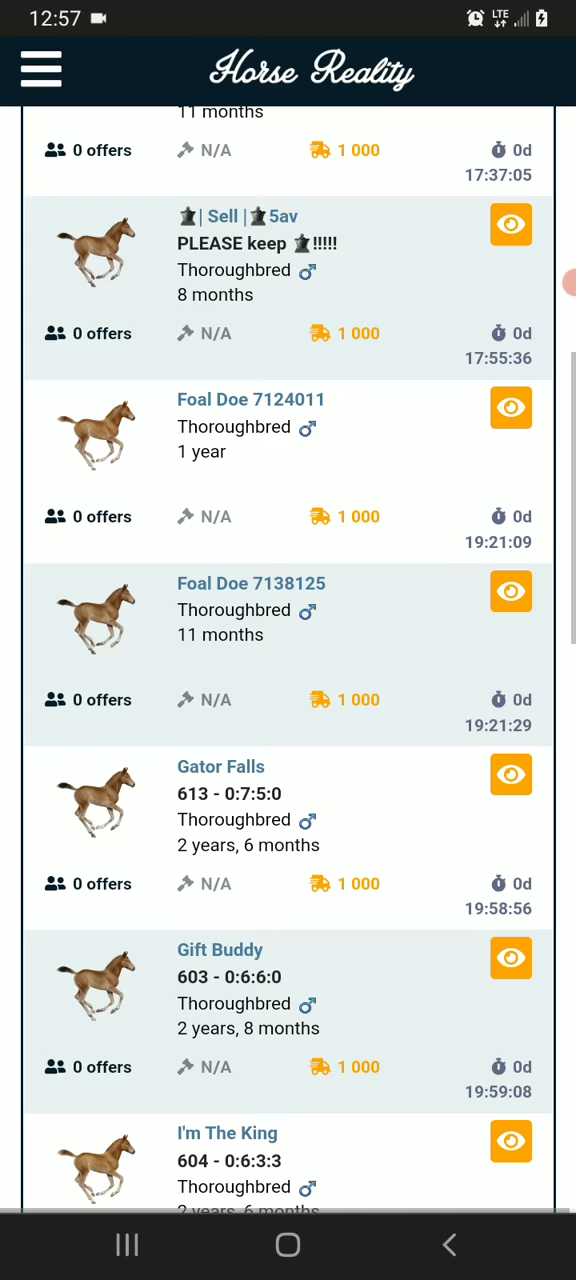 12:57 LTE
Horse Reality
11 months
0 offers N/A 1 000 0d
17:37:05
| Sell | 5av
PLEASE keep !!!!!
Thoroughbred ♂
8 months
0 offers N/A 1 000 0d
17:55:36
Foal Doe 7124011
Thoroughbred ♂
1 year
0 offers N/A 1 000 0d
19:21:09
Foal Doe 7138125
Thoroughbred ♂
11 months
0 offers N/A 1 000 0d
19:21:29
Gator Falls
613 - 0:7:5:0
Thoroughbred ♂
2 years, 6 months
0 offers N/A 1 000 0d
19:58:56
Gift Buddy
603 - 0:6:6:0
Thoroughbred ♂
2 years, 8 months
0 offers N/A 1 000 0d
19:59:08
I'm The King
604 - 0:6:3:3
Thoroughbred ♂
2 years, 6 months